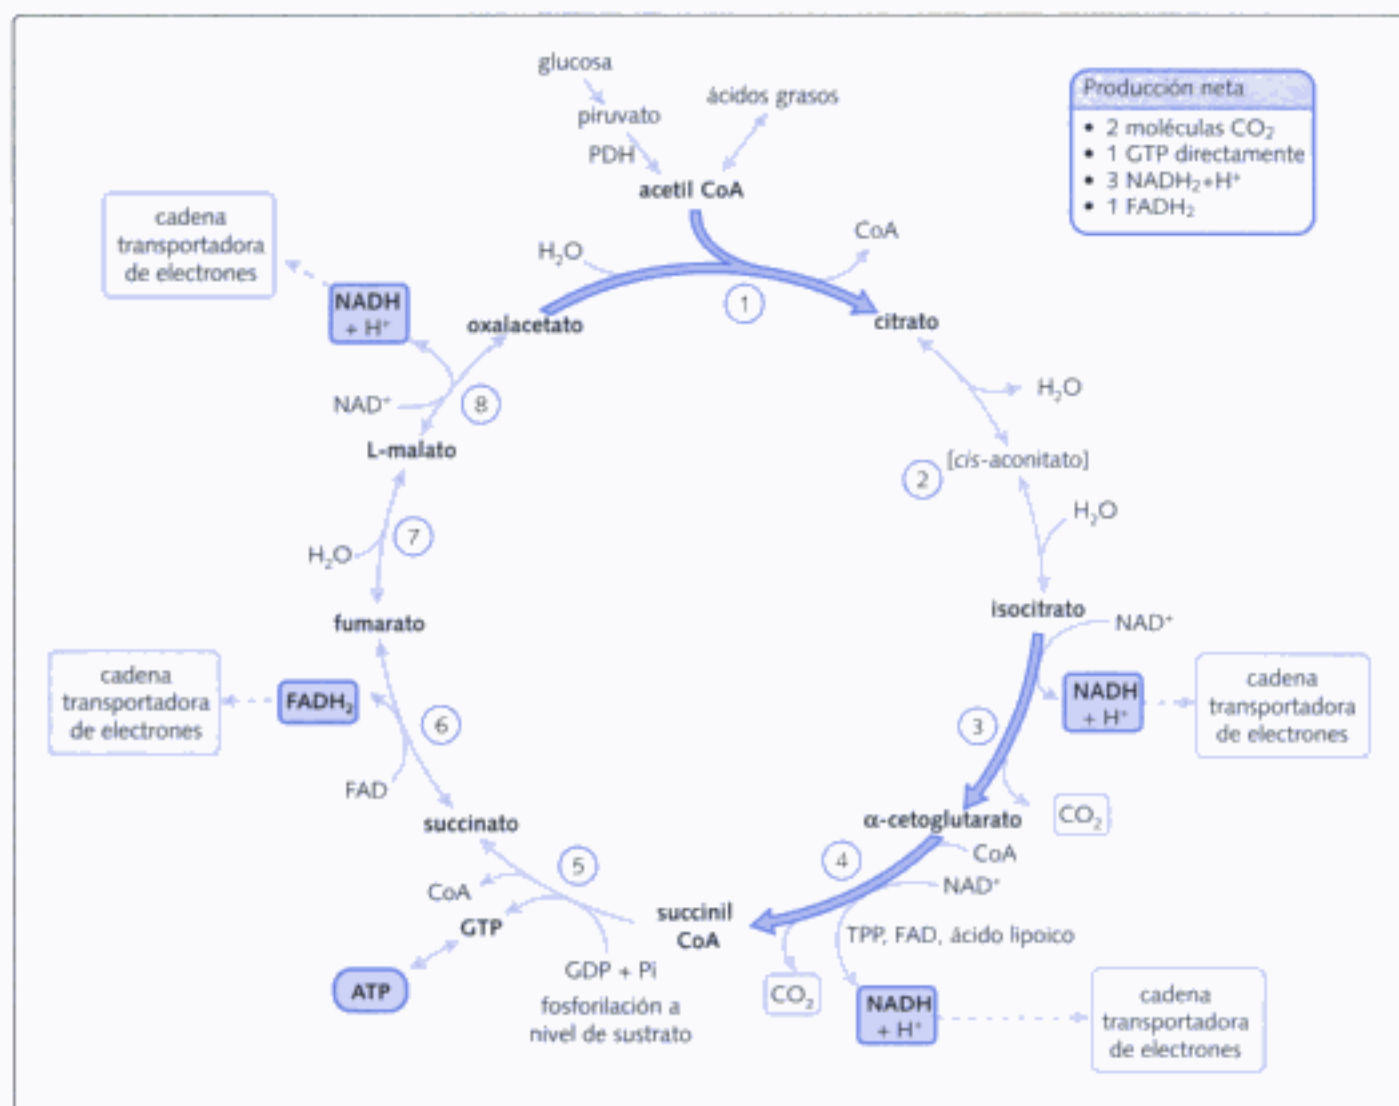 glucosa
piruvato
PDH
ácidos grasos
acetil CoA
Producción neta
• 2 moléculas CO₂
• 1 GTP directamente
• 3 NADH₂+H⁺
• 1 FADH₂
cadena
transportadora
de electrones
H₂O
CoA
NADH
+ H⁺
oxalacetato
1
citrato
NAD⁺
8
H₂O
L-malato
[cis-aconitato]
2
H₂O
7
H₂O
isocitrato
NAD⁺
fumarato
cadena
transportadora
de electrones
FADH₂
6
3
NADH
+ H⁺
cadena
transportadora
de electrones
FAD
succinato
α-cetoglutarato
CO₂
CoA
5
4
NAD⁺
CoA
GTP
succinil
CoA
TPP, FAD, ácido lipoico
ATP
GDP + Pi
fosforilación a
nivel de sustrato
CO₂
NADH
+ H⁺
cadena
transportadora
de electrones